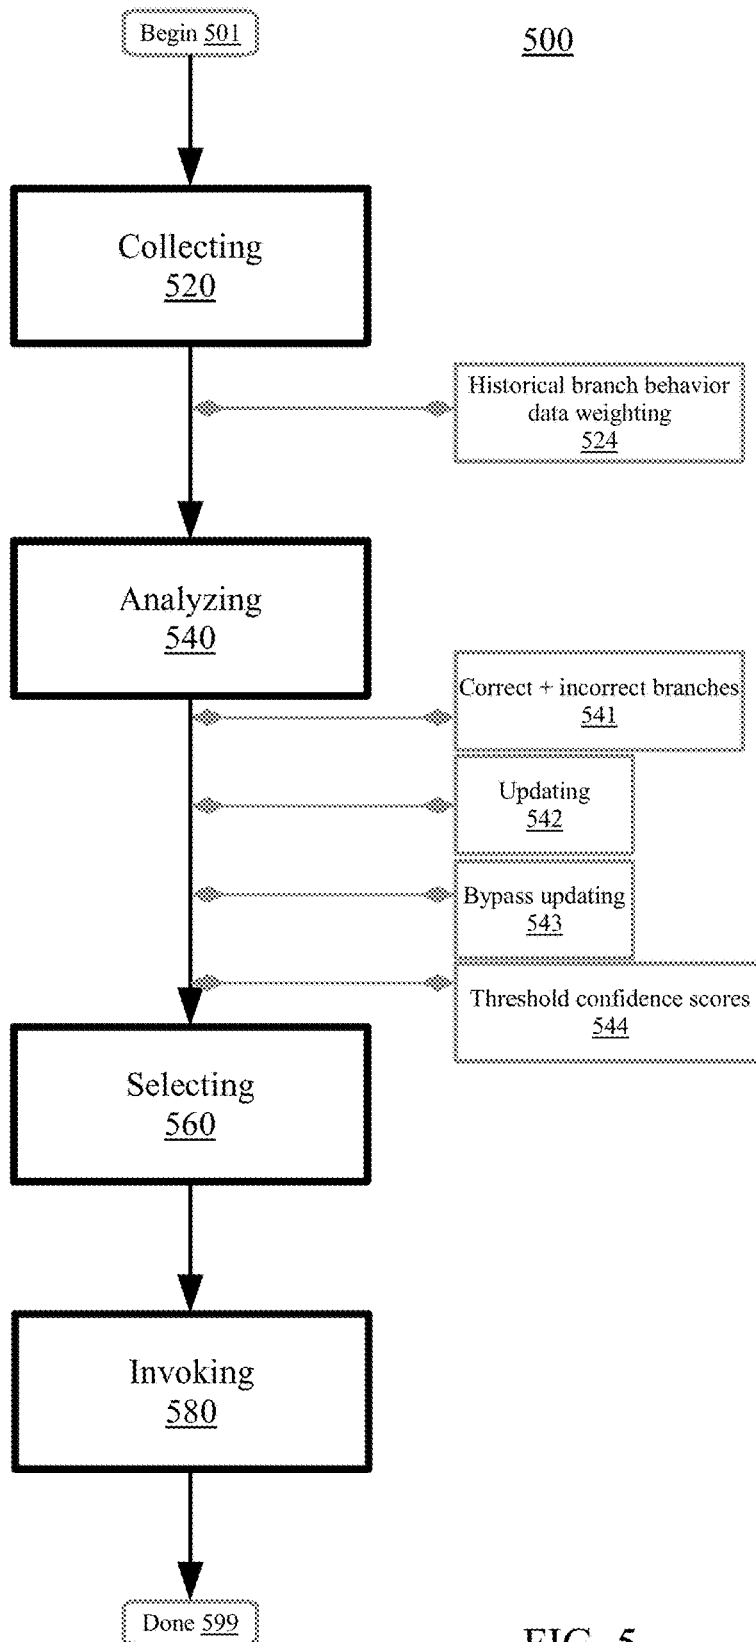 Begin 501
500
Collecting
520
Historical branch behavior
data weighting
524
Analyzing
540
Correct + incorrect branches
541
Updating
542
Bypass updating
543
Threshold confidence scores
544
Selecting
560
Invoking
580
Done 599
FIG. 5